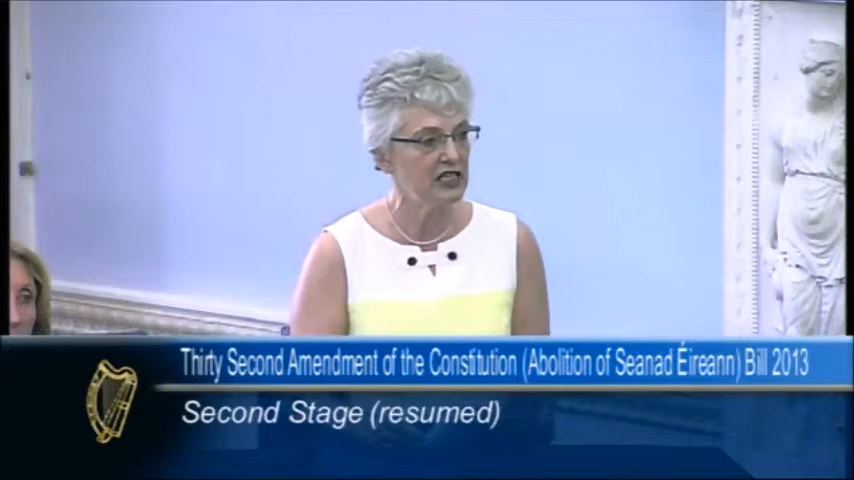 Thirty Second Amendment of the Constitution (Abolition of Seanad Éireann) Bill 2013
Second Stage (resumed)